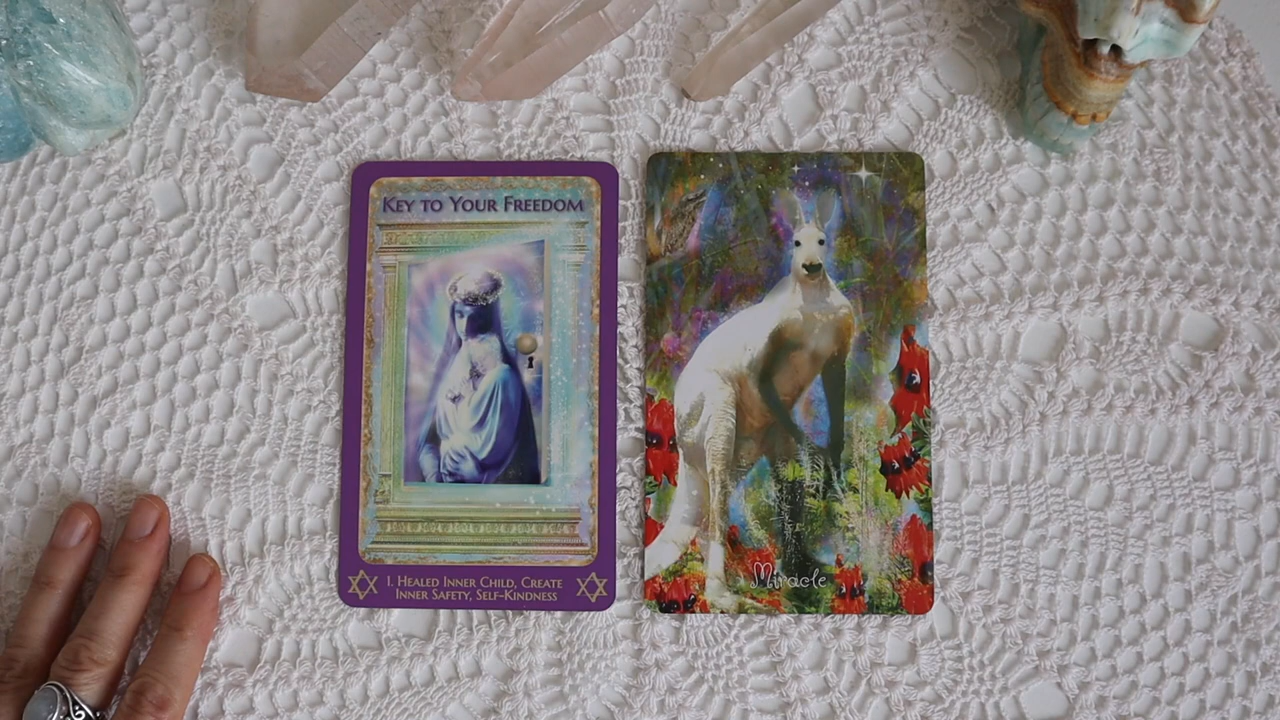 Key to Your Freedom
1. Healed Inner Child, Create
Inner Safety, Self-Kindness
Miracle